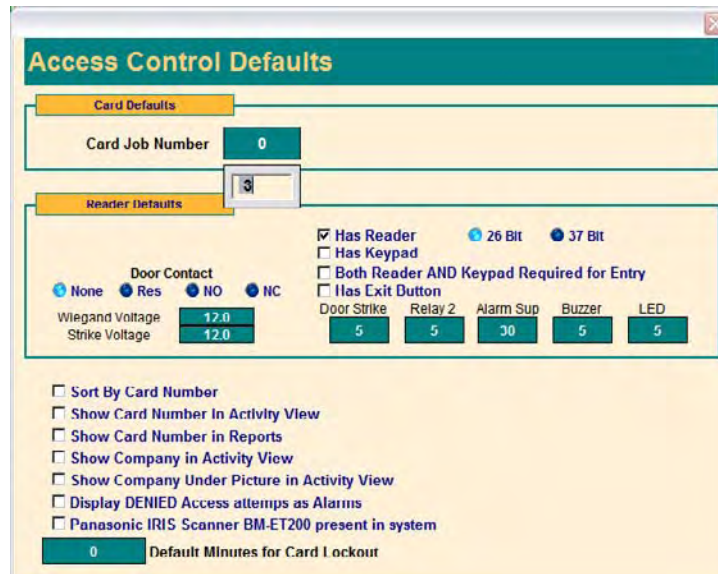 Access Control Defaults
Card Defaults
Card Job Number 0
3
Reader Defaults
Has Reader 26 Bit 37 Bit
Has Keypad
Door Contact Both Reader AND Keypad Required for Entry
None Res NO NC Has Exit Button
Door Strike Relay 2 Alarm Sup Buzzer LED
Wiegand Voltage 12.0 5 5 30 5 5
Strike Voltage 12.0
Sort By Card Number
Show Card Number In Activity View
Show Card Number in Reports
Show Company in Activity View
Show Company Under Picture in Activity View
Display DENIED Access attemps as Alarms
Panasonic IRIS Scanner BM-ET200 present in system
0 Default Minutes for Card Lockout